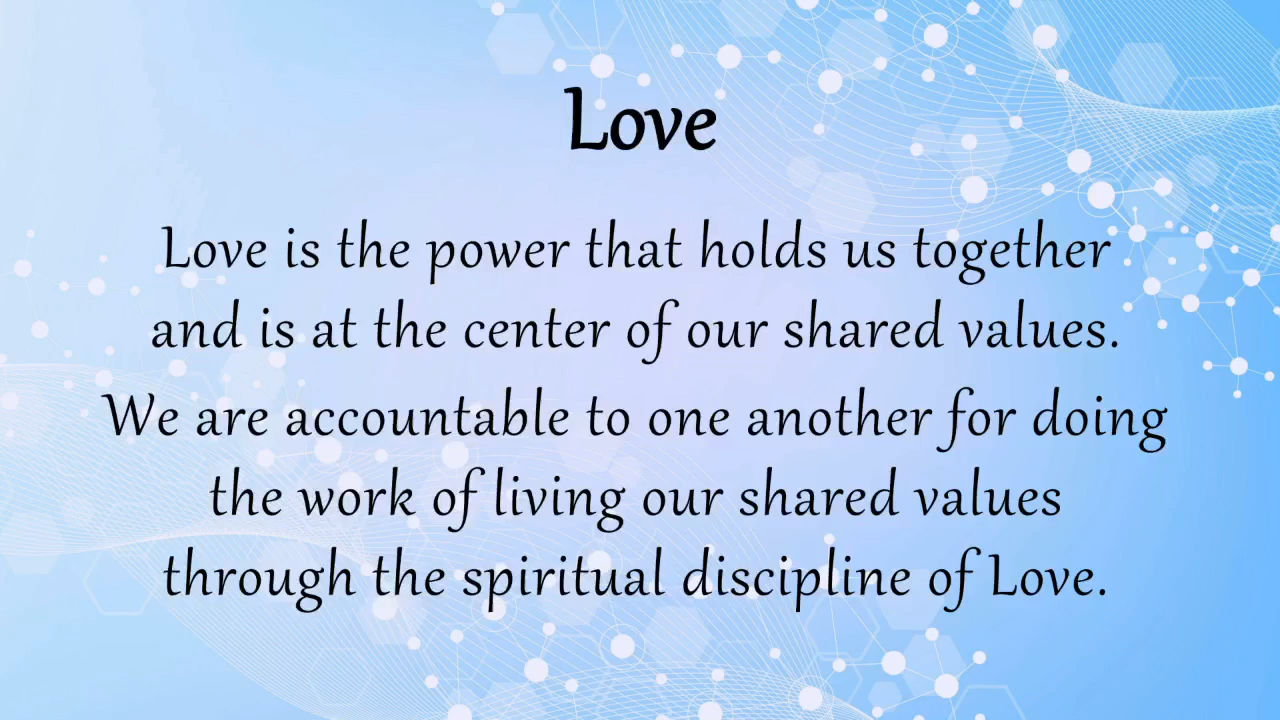 Love
Love is the power that holds us together
and is at the center of our shared values.
We are accountable to one another for doing
the work of living our shared values
through the spiritual discipline of Love.